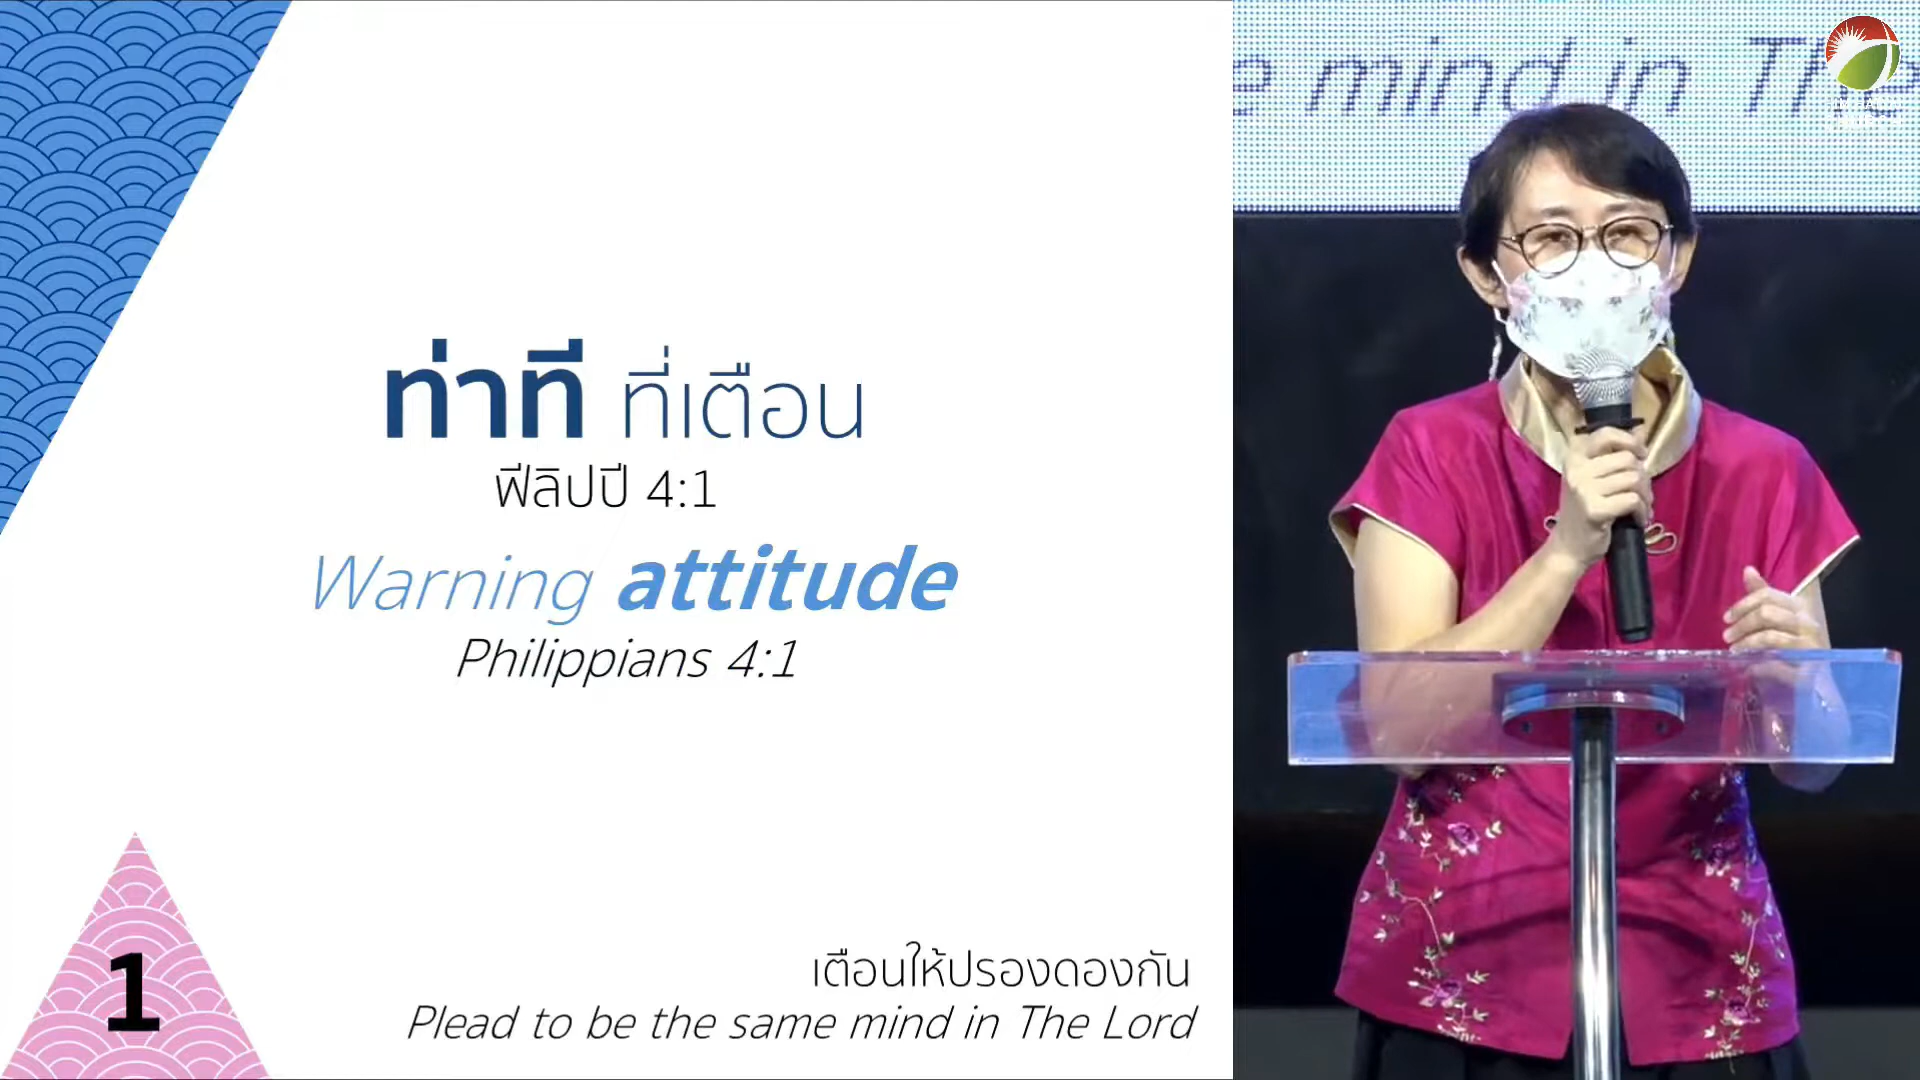 ท่าที ที่เตือน
ฟีลิปปี 4:1
Warning attitude
Philippians 4:1
1
เตือนให้ปรองดองกัน
Plead to be the same mind in The Lord
e mind in The
CHURCH